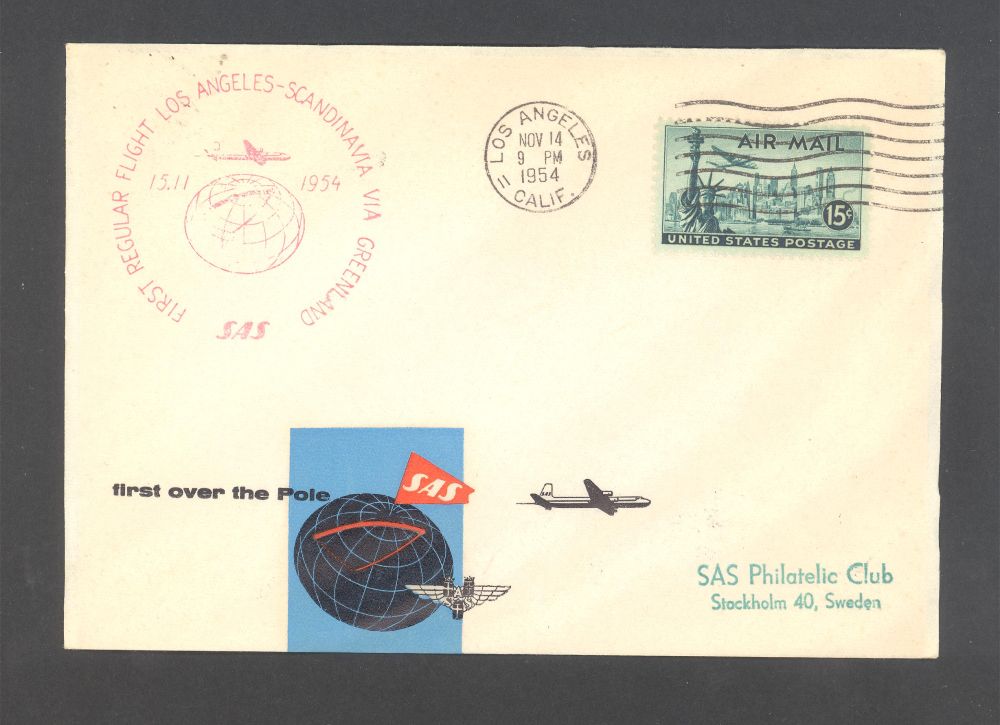 FIRST REGULAR FLIGHT LOS ANGELES-SCANDINAVIA VIA GREENLAND
15.11 1954
SAS
LOS ANGELES
NOV 14
9 PM
1954
CALIF.
AIR MAIL
15¢
UNITED STATES POSTAGE
first over the Pole
SAS
SAS
SAS Philatelic Club
Stockholm 40, Sweden